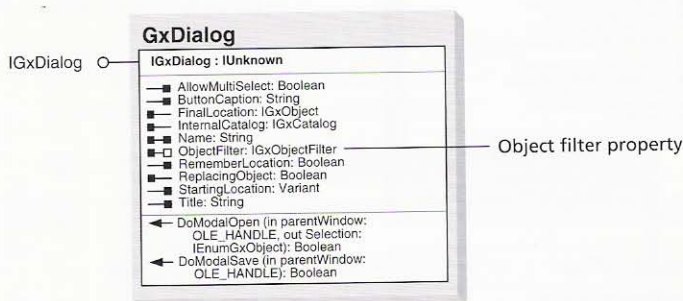 GxDialog
IGxDialog
IGxDialog : IUnknown
AllowMultiSelect: Boolean
ButtonCaption: String
FinalLocation: IGxObject
InternalCatalog: IGxCatalog
Name: String
ObjectFilter: IGxObjectFilter
Object filter property
RememberLocation: Boolean
ReplacingObject: Boolean
StartingLocation: Variant
Title: String
DoModalOpen (in parentWindow:
OLE_HANDLE, out Selection:
IEnumGxObject): Boolean
DoModalSave (in parentWindow:
OLE_HANDLE): Boolean